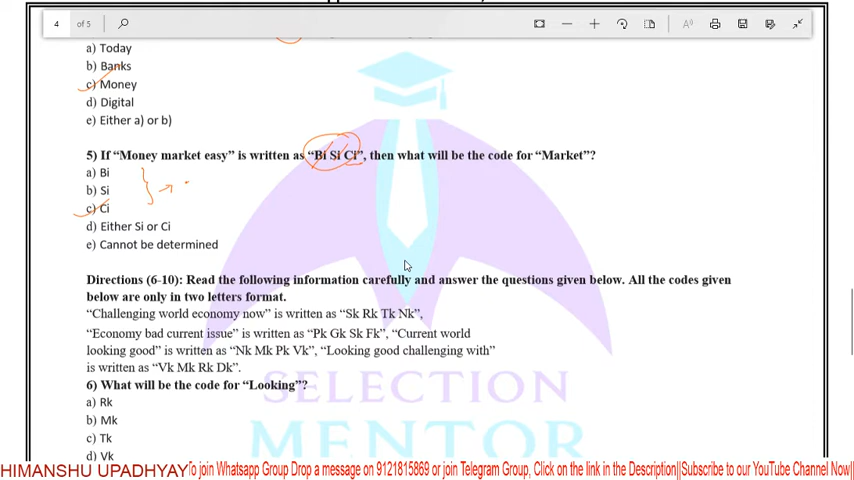 4 of 5
a) Today
b) Banks
c) Money
d) Digital
e) Either a) or b)
5) If “Money market easy” is written as “Bi Si Ci”, then what will be the code for “Market”?
a) Bi
b) Si
c) Ci
d) Either Si or Ci
e) Cannot be determined
Directions (6-10): Read the following information carefully and answer the questions given below. All the codes given
below are only in two letters format.
“Challenging world economy now” is written as “Sk Rk Tk Nk”,
“Economy bad current issue” is written as “Pk Gk Sk Fk”, “Current world
looking good” is written as “Nk Mk Pk Vk”, “Looking good challenging with”
is written as “Vk Mk Rk Dk”.
6) What will be the code for “Looking”?
a) Rk
b) Mk
c) Tk
d) Vk
SELECTION
MENTOR
HIMANSHU UPADHYAY To join Whatsapp Group Drop a message on 9121815869 or join Telegram Group, Click on the link in the Description||Subscribe to our YouTube Channel Now||